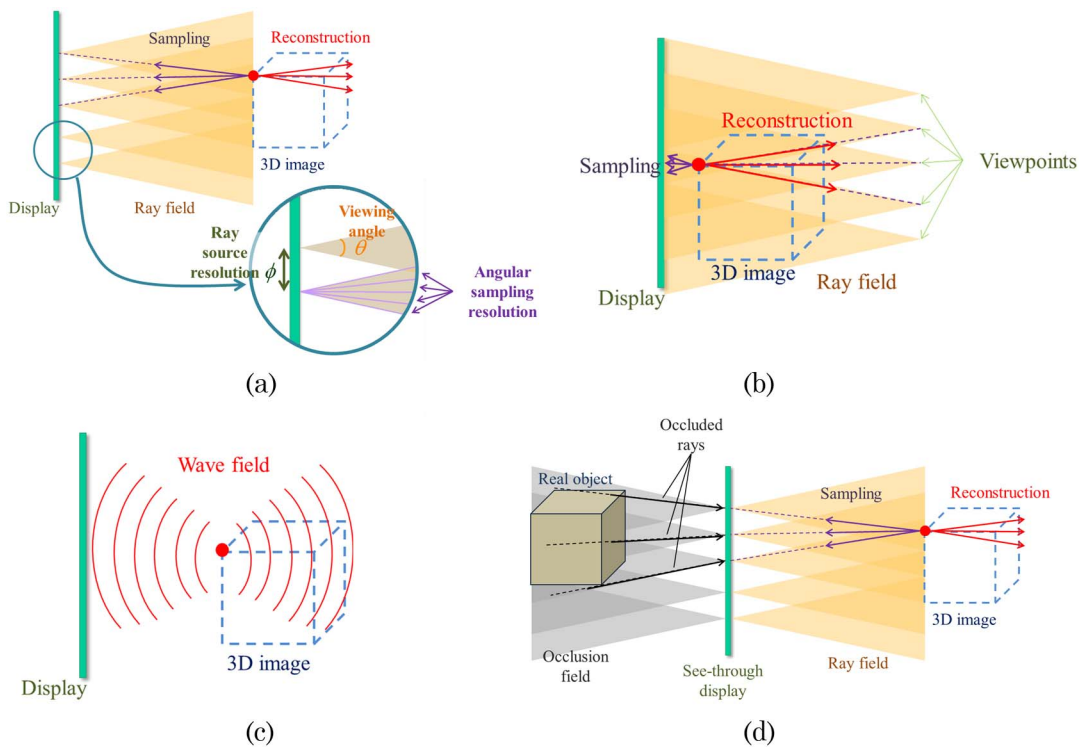 Sampling
Reconstruction
3D image
Display
Ray field
Viewing
angle
θ
Ray
source
resolution ϕ
Angular
sampling
resolution
(a)
Reconstruction
Sampling
Viewpoints
3D image
Ray field
Display
(b)
Wave field
3D image
Display
(c)
Occluded
rays
Real object
Sampling
Reconstruction
3D image
Occlusion
field
See-through
display
Ray field
(d)